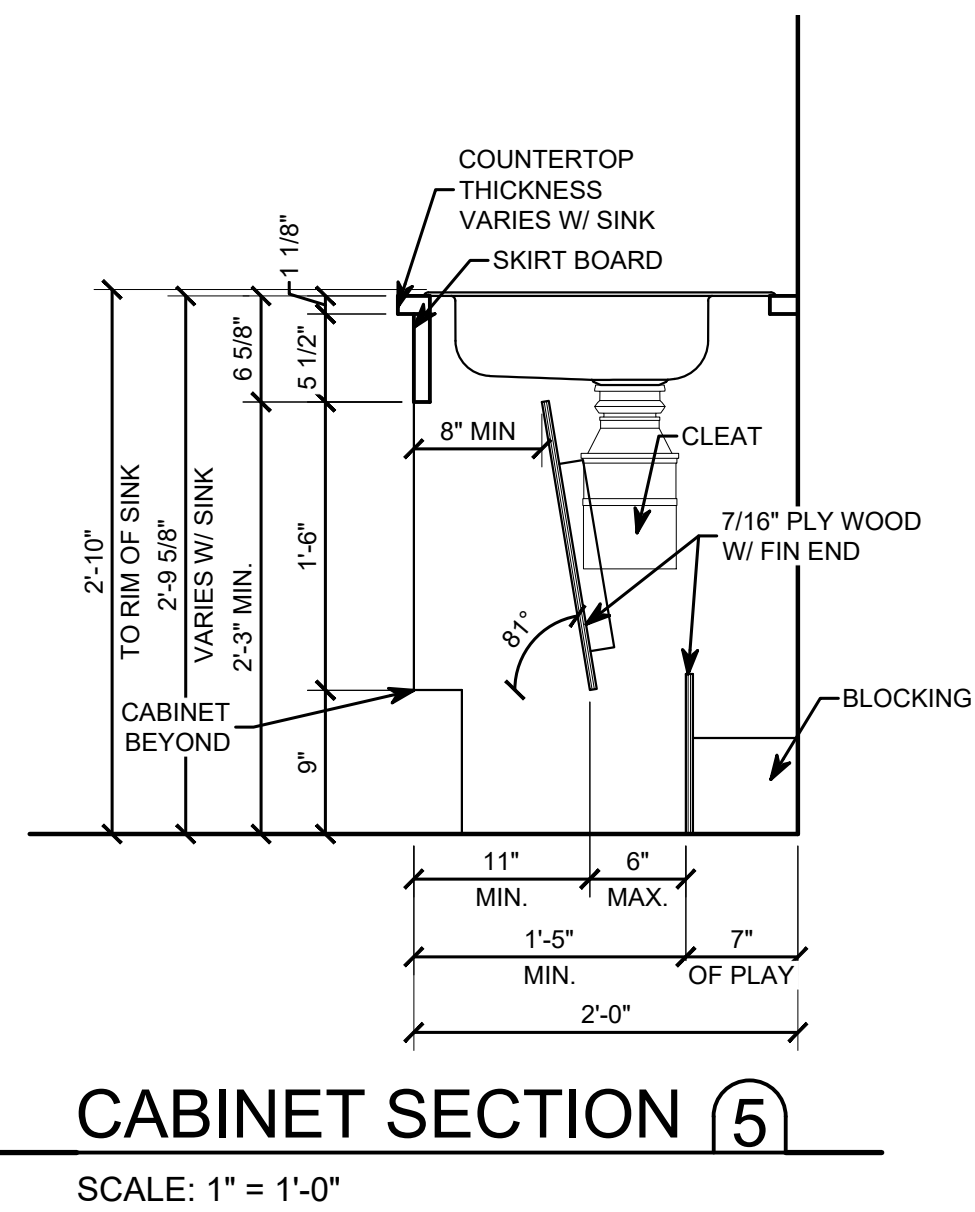 COUNTERTOP
THICKNESS
VARIES W/ SINK
SKIRT BOARD
1 1/8"
6 5/8"
5 1/2"
8" MIN
CLEAT
7/16" PLY WOOD
W/ FIN END
2'-10"
TO RIM OF SINK
2'-9 5/8"
VARIES W/ SINK
2'-3" MIN.
1'-6"
81°
CABINET
BEYOND
9"
BLOCKING
11"
MIN.
6"
MAX.
1'-5"
MIN.
7"
OF PLAY
2'-0"
CABINET SECTION 5
SCALE: 1" = 1'-0"